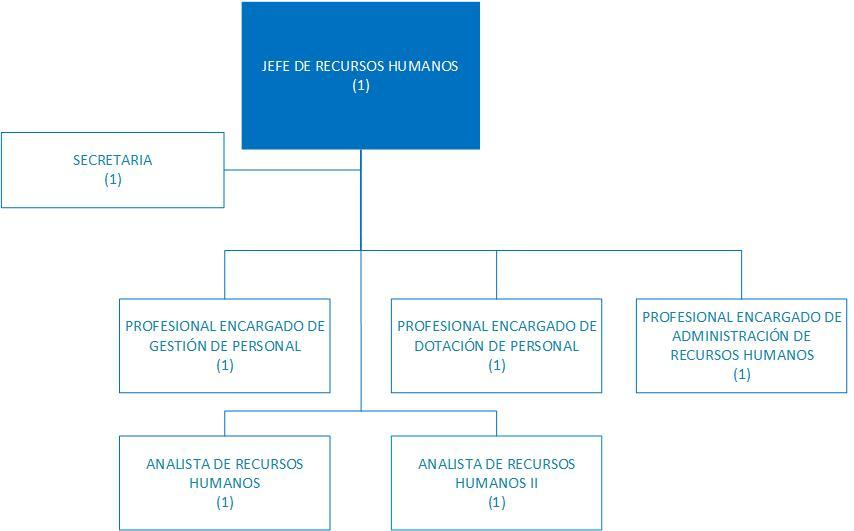 JEFE DE RECURSOS HUMANOS
(1)
SECRETARIA
(1)
PROFESIONAL ENCARGADO DE
GESTIÓN DE PERSONAL
(1)
PROFESIONAL ENCARGADO DE
DOTACIÓN DE PERSONAL
(1)
PROFESIONAL ENCARGADO DE
ADMINISTRACIÓN DE
RECURSOS HUMANOS
(1)
ANALISTA DE RECURSOS
HUMANOS
(1)
ANALISTA DE RECURSOS
HUMANOS II
(1)